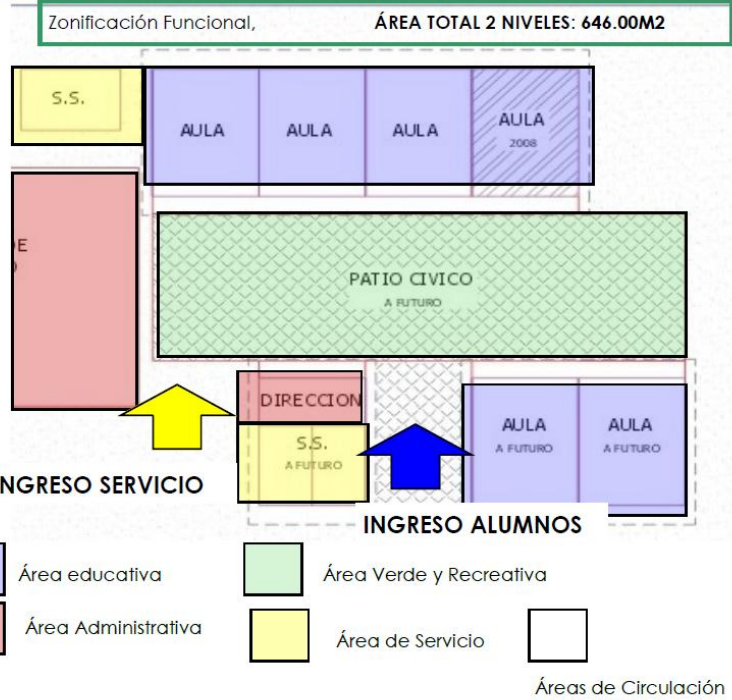 Zonificación Funcional,
ÁREA TOTAL 2 NIVELES: 646.00M2
S.S.
AULA
AULA
AULA
AULA
2008
PATIO CIVICO
A FUTURO
DIRECCION
S.S.
A FUTURO
AULA
A FUTURO
AULA
A FUTURO
NGRESO SERVICIO
INGRESO ALUMNOS
Área educativa
Área Verde y Recreativa
Área Administrativa
Área de Servicio
Áreas de Circulación